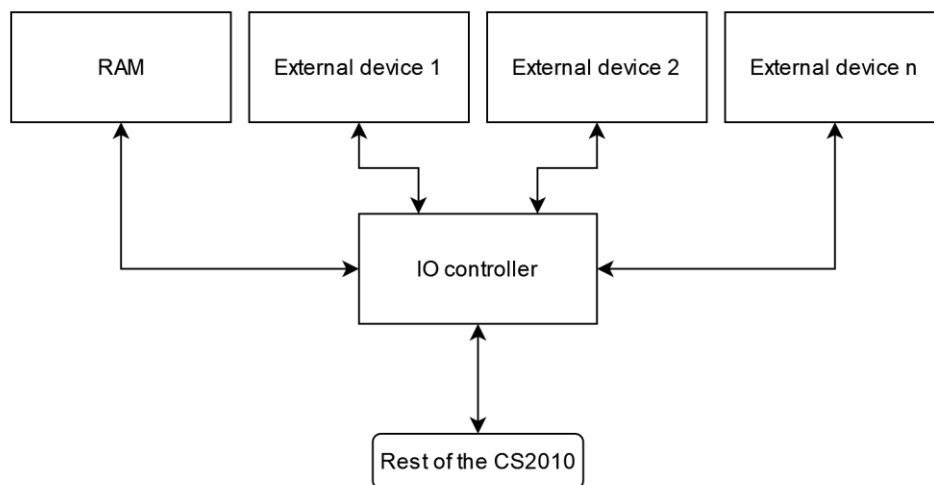 RAM
External device 1
External device 2
External device n
IO controller
Rest of the CS2010